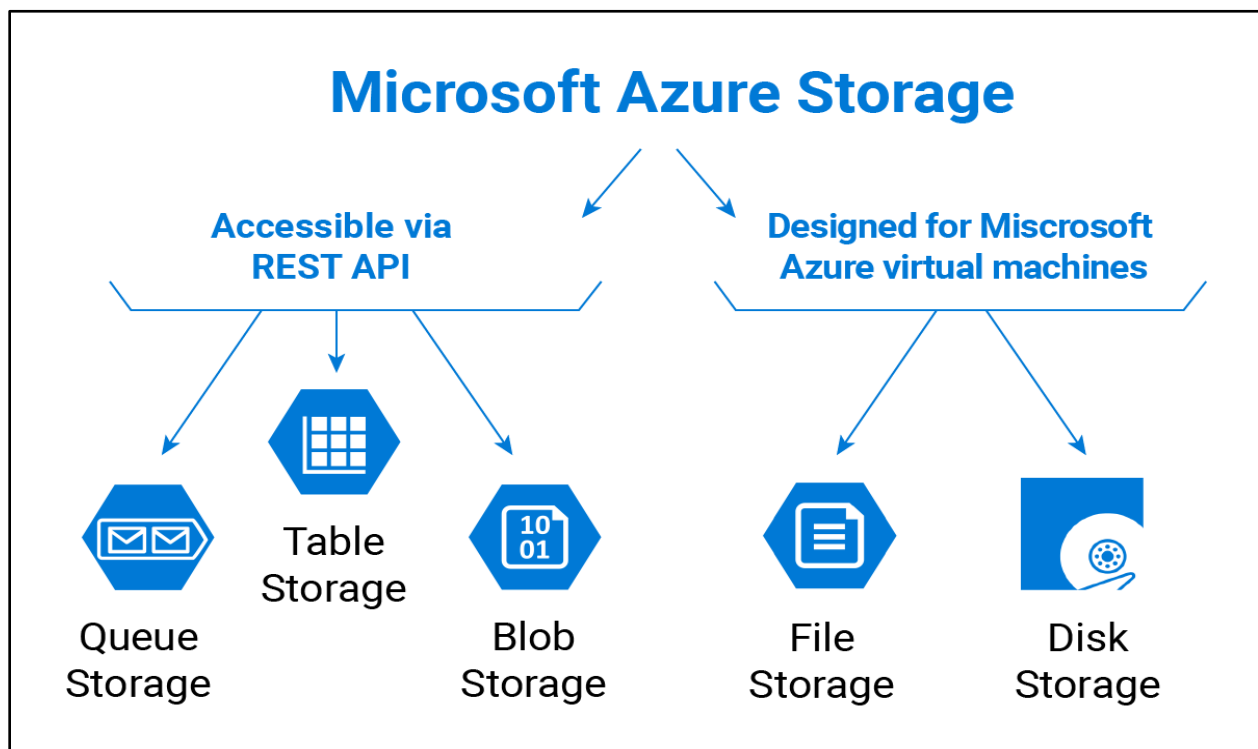 Microsoft Azure Storage
Accessible via
REST API
Designed for Miscrosoft
Azure virtual machines
Queue
Storage
Table
Storage
10
01
Blob
Storage
File
Storage
Disk
Storage